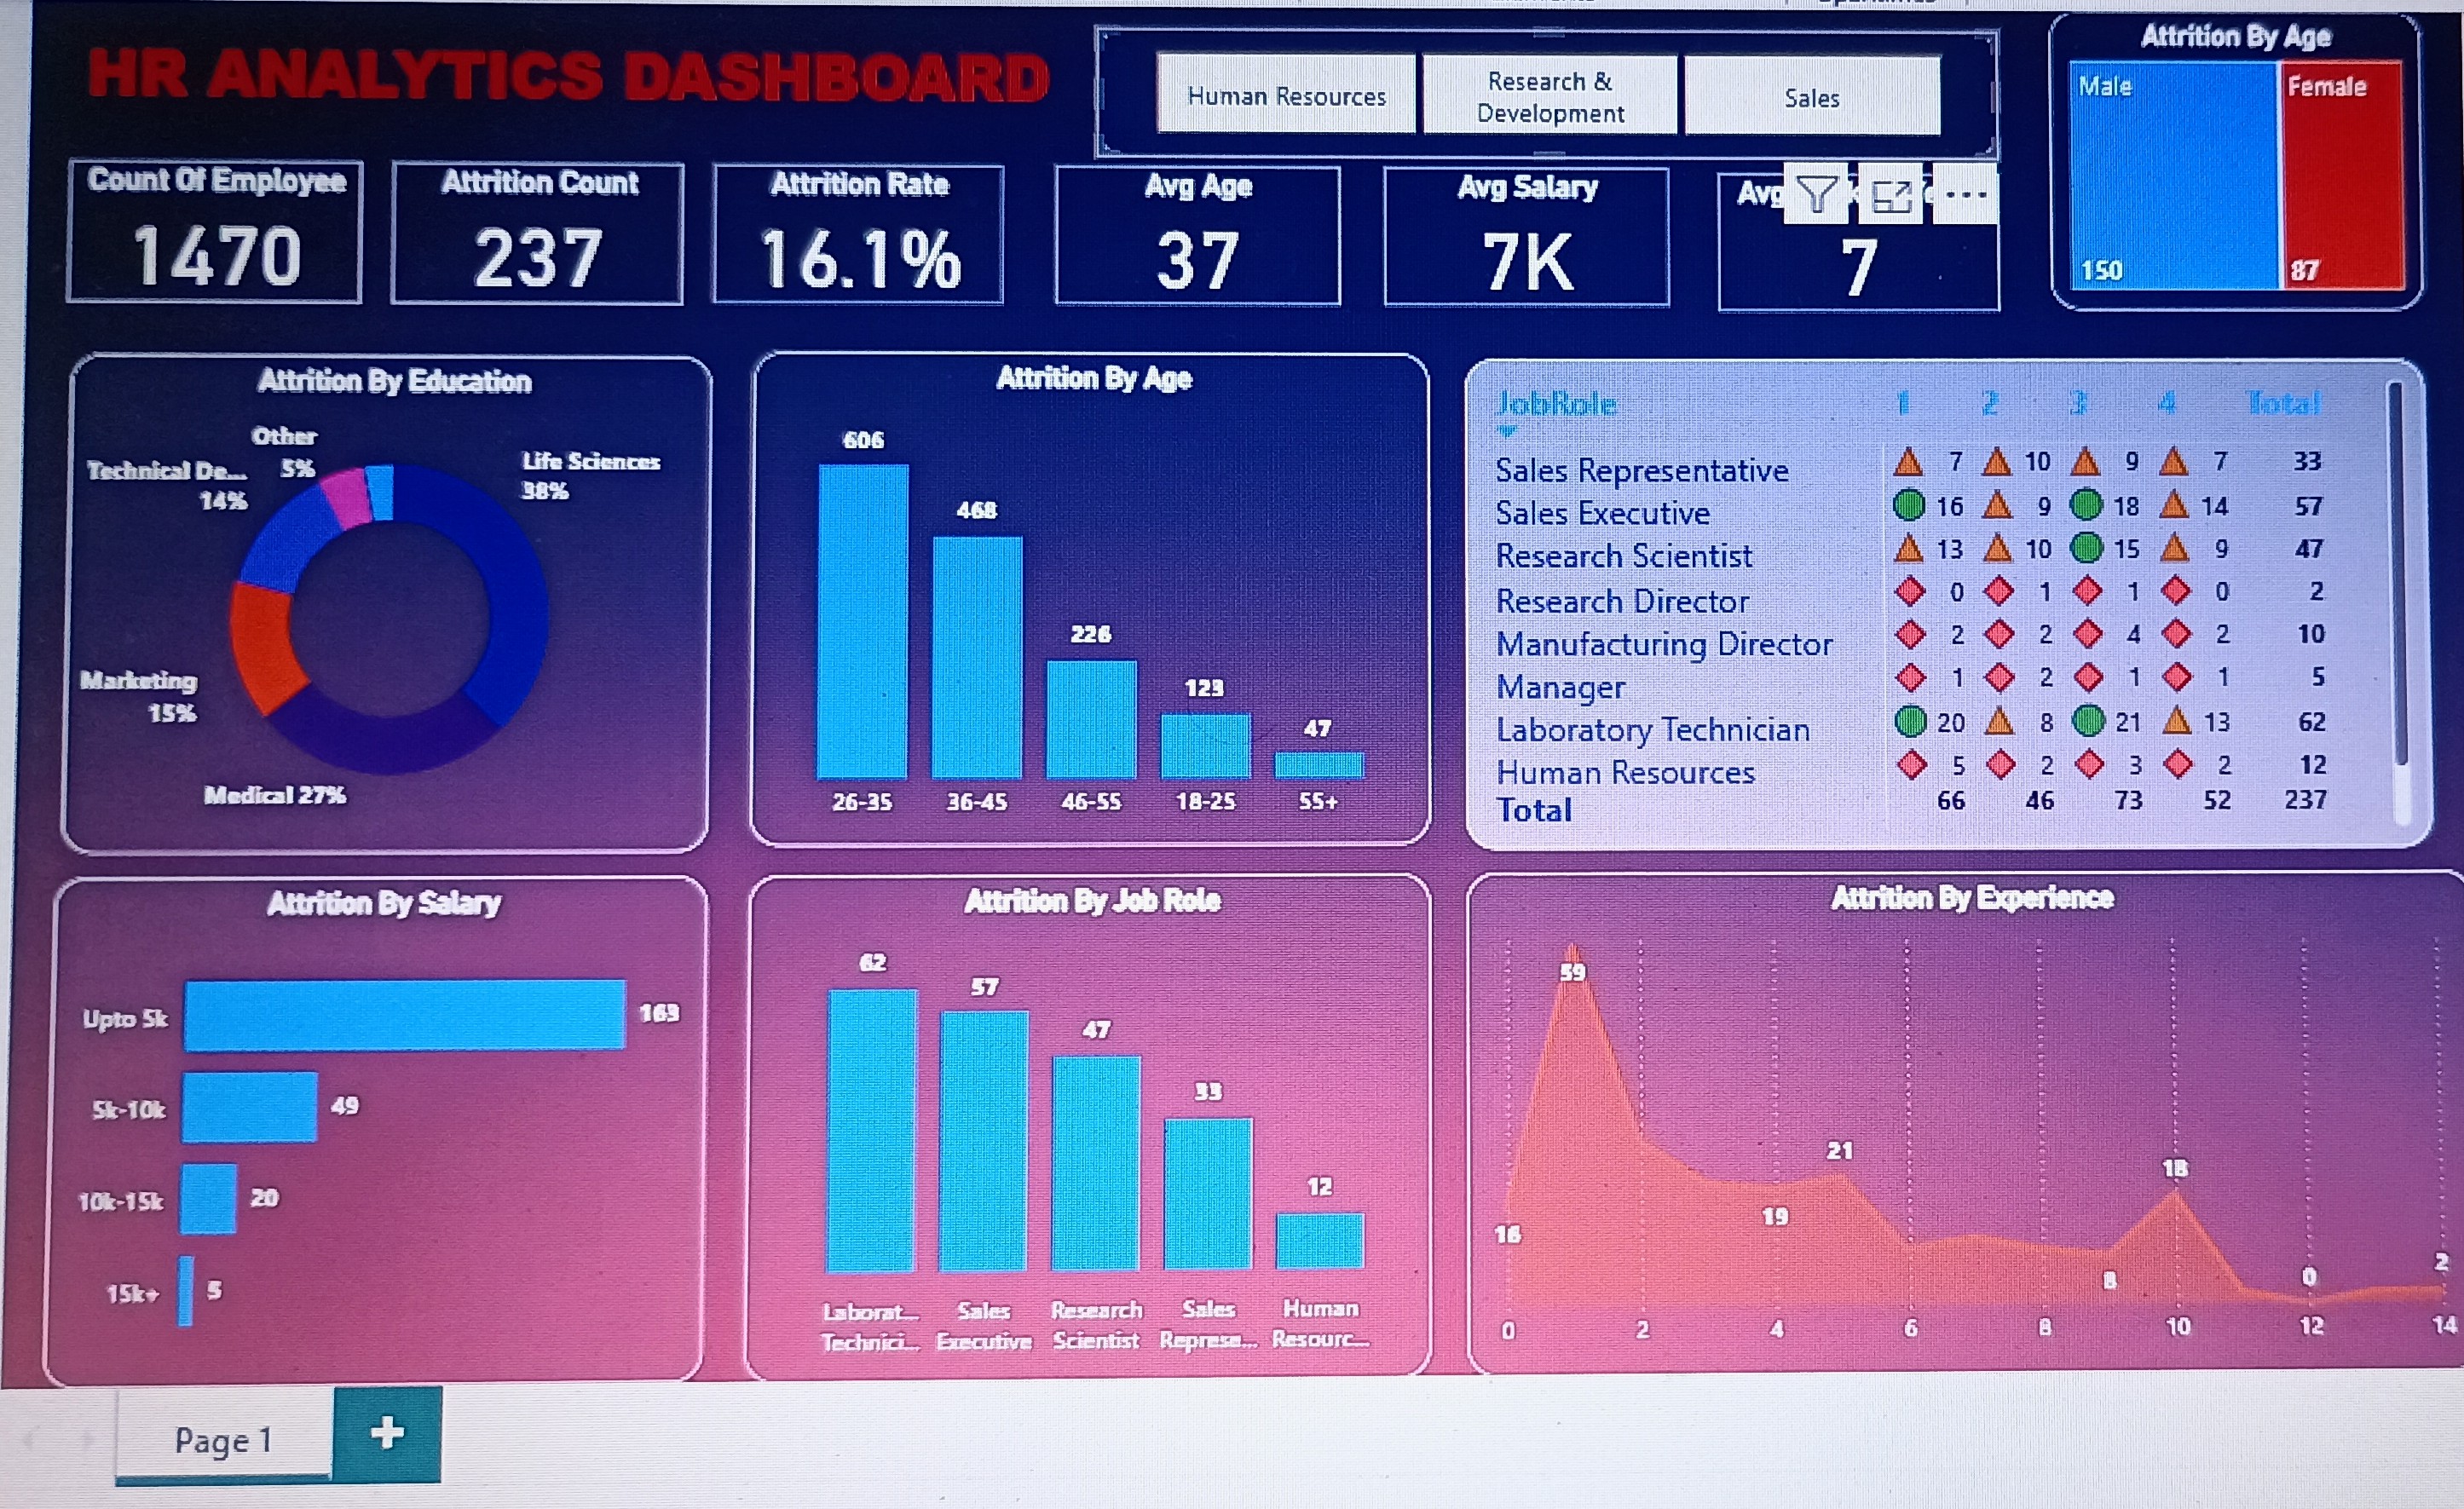 HR ANALYTICS DASHBOARD
Human Resources
Research &
Development
Sales
Attrition By Age
Male
Female
150
87
Count Of Employee
1470
Attrition Count
237
Attrition Rate
16.1%
Avg Age
37
Avg Salary
7K
Avg
7
Attrition By Education
Other
5%
Technical De...
14%
Life Sciences
38%
Marketing
15%
Medical 27%
Attrition By Age
606
468
226
123
47
26-35 36-45 46-55 18-25 55+
JobRole 1 2 3 4 Total
Sales Representative 7 10 9 7 33
Sales Executive 16 9 18 14 57
Research Scientist 13 10 15 9 47
Research Director 0 1 1 0 2
Manufacturing Director 2 2 4 2 10
Manager 1 2 1 1 5
Laboratory Technician 20 8 21 13 62
Human Resources 5 2 3 2 12
Total 66 46 73 52 237
Attrition By Salary
Upto 5k 163
5k-10k 49
10k-15k 20
15k+ 5
Attrition By Job Role
62
57
47
33
12
Laborat... Sales Research Sales Human
Technici... Executive Scientist Represe... Resourc...
Attrition By Experience
59
21
18
19
16
8
0
2
0 2 4 6 8 10 12 14
Page 1
+